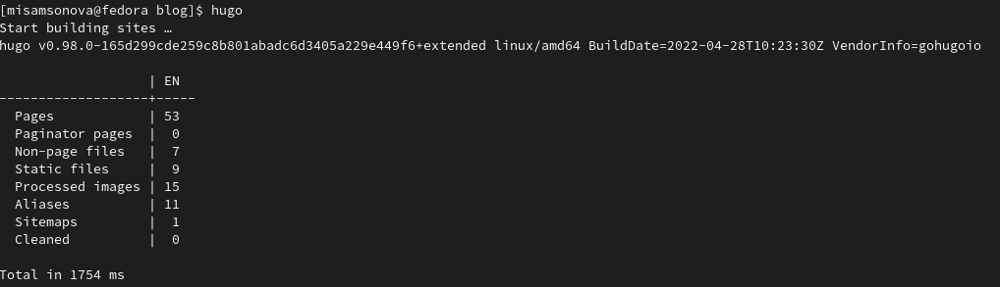 [misamsonova@fedora blog]$ hugo
Start building sites …
hugo v0.98.0-165d299cde259c8b801abadc6d3405a229e449f6+extended linux/amd64 BuildDate=2022-04-28T10:23:30Z VendorInfo=gohugoio
                   | EN
-------------------+-----
  Pages            | 53
  Paginator pages  |  0
  Non-page files   |  7
  Static files     |  9
  Processed images | 15
  Aliases          | 11
  Sitemaps         |  1
  Cleaned          |  0
Total in 1754 ms